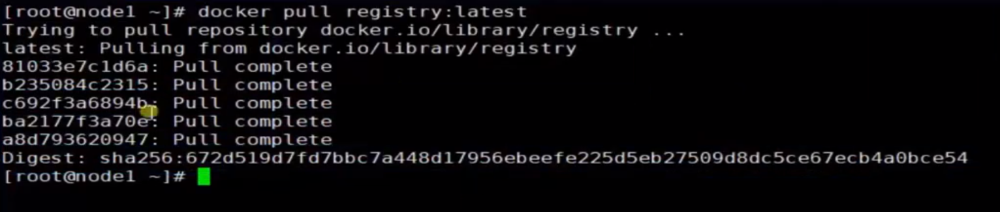 [root@node1 ~]# docker pull registry:latest
Trying to pull repository docker.io/library/registry ...
latest: Pulling from docker.io/library/registry
81033e7c1d6a: Pull complete
b235084c2315: Pull complete
c692f3a6894b: Pull complete
ba2177f3a70e: Pull complete
a8d793620947: Pull complete
Digest: sha256:672d519d7fd7bbc7a448d17956ebeefe225d5eb27509d8dc5ce67ecb4a0bce54
[root@node1 ~]#